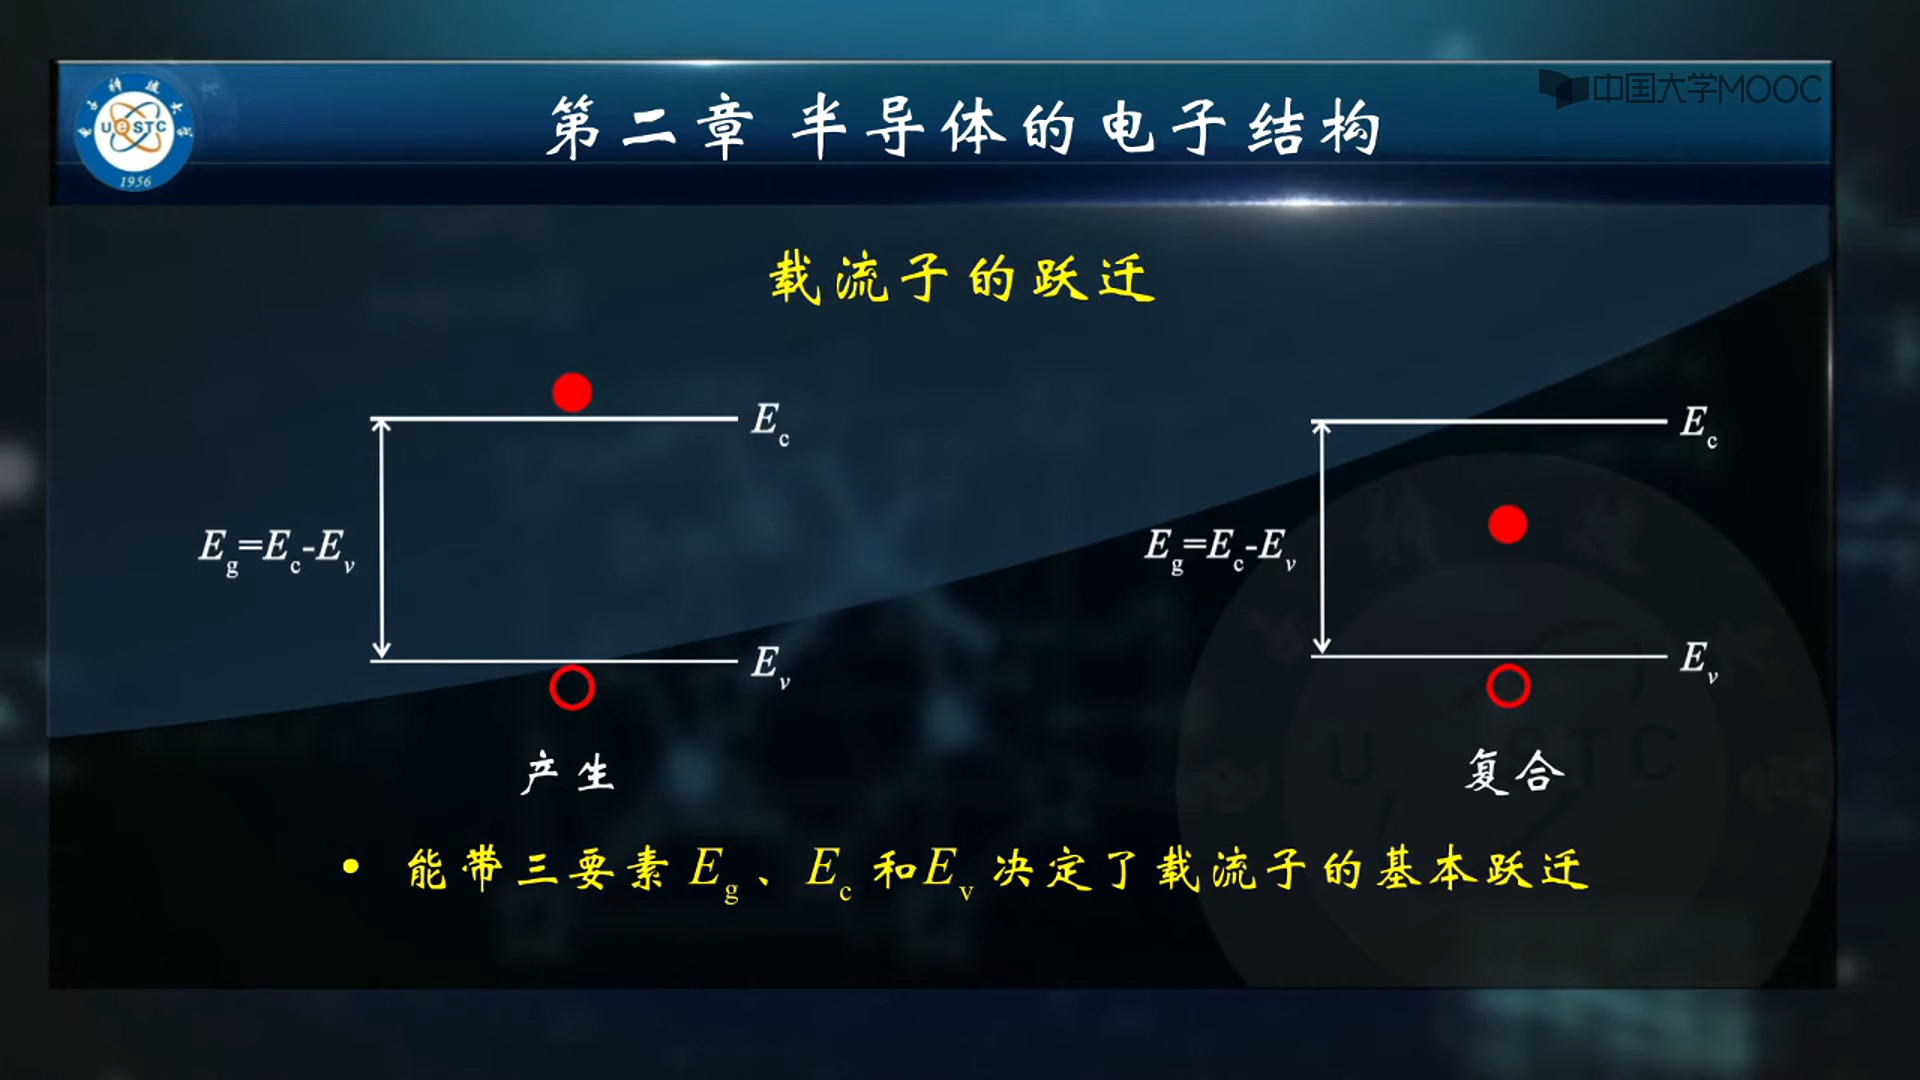 中国大学MOOC
UESTC
1956
第二章 半导体的电子结构
载流子的跃迁
Ec
Eg=Ec-Ev
Ev
产生
Ec
Eg=Ec-Ev
Ev
复合
• 能带三要素Eg、Ec和Ev决定了载流子的基本跃迁